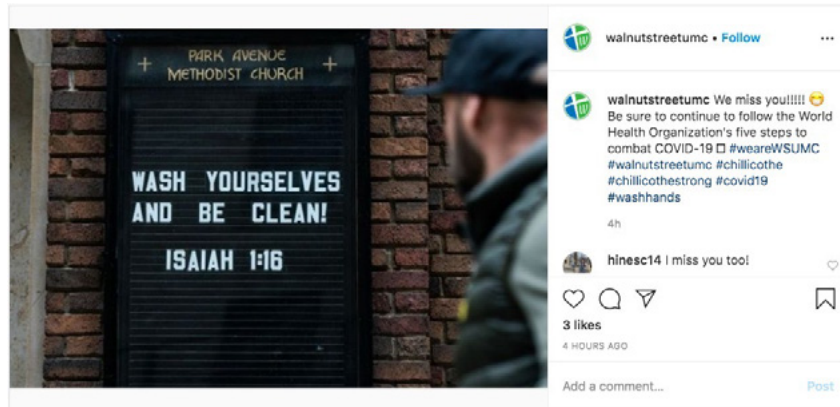 PARK AVENUE
METHODIST CHURCH
WASH YOURSELVES
AND BE CLEAN!
ISAIAH 1:16
walnutstreetumc • Follow
walnutstreetumc We miss you!!!!! 😷
Be sure to continue to follow the World
Health Organization's five steps to
combat COVID-19 □ #weareWSUMC
#walnutstreetumc #chillicothe
#chillicothestrong #covid19
#washhands
4h
hinesc14 I miss you too!
3 likes
4 HOURS AGO
Add a comment...
Post